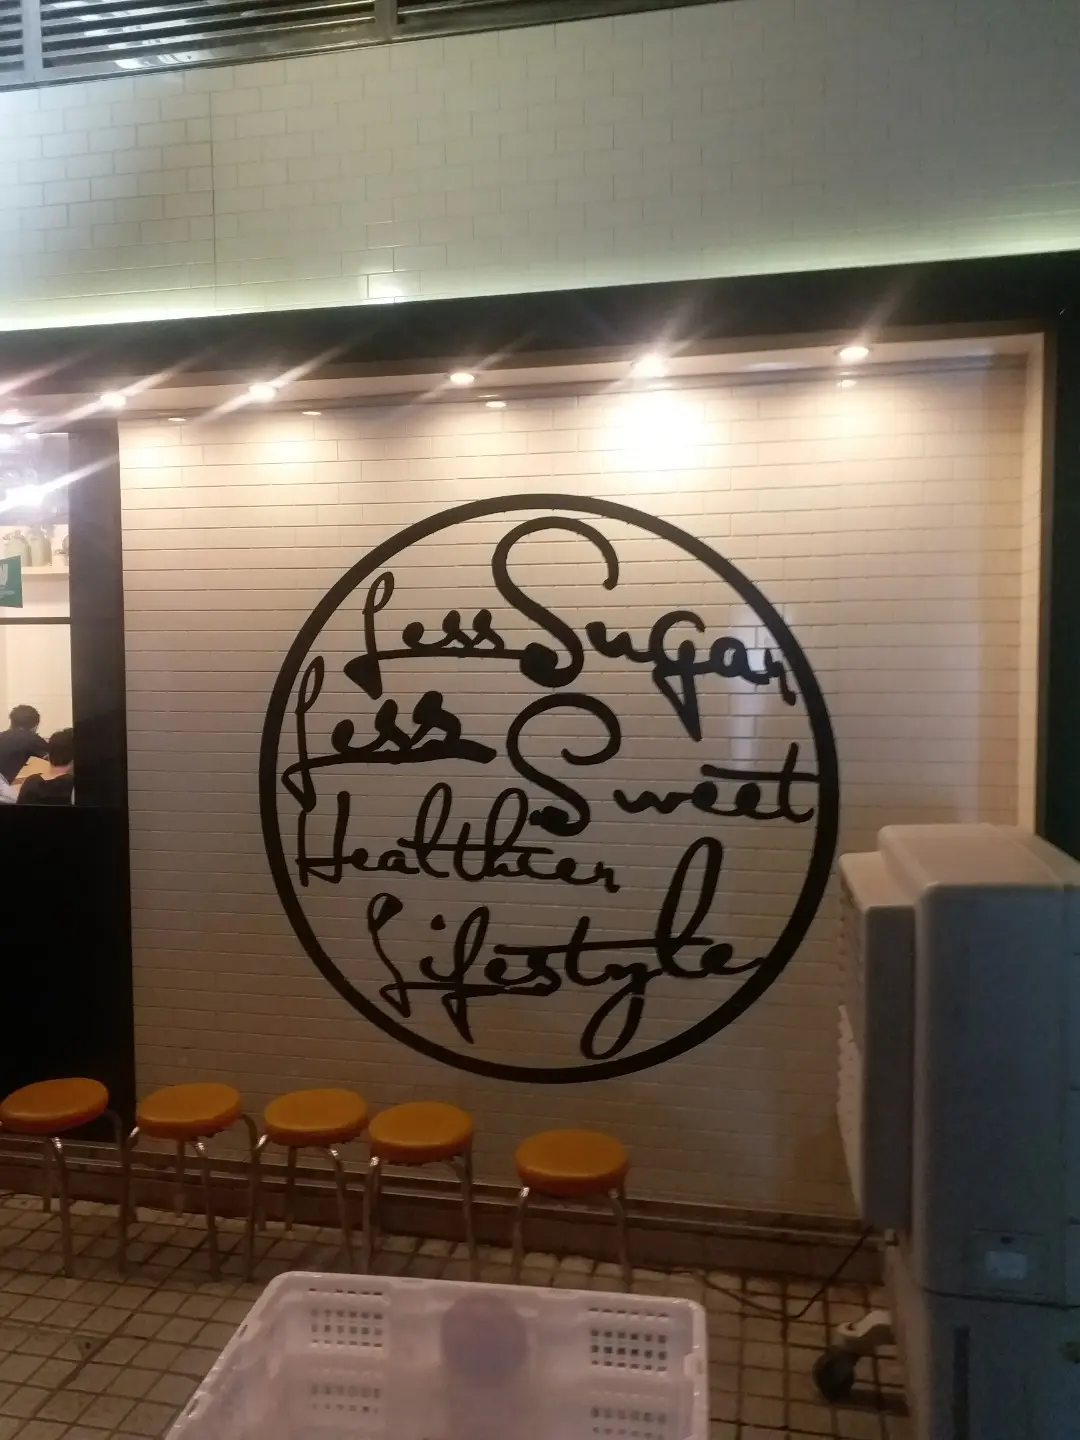 Less Sugar
Less Sweet
Healthier
Lifestyle